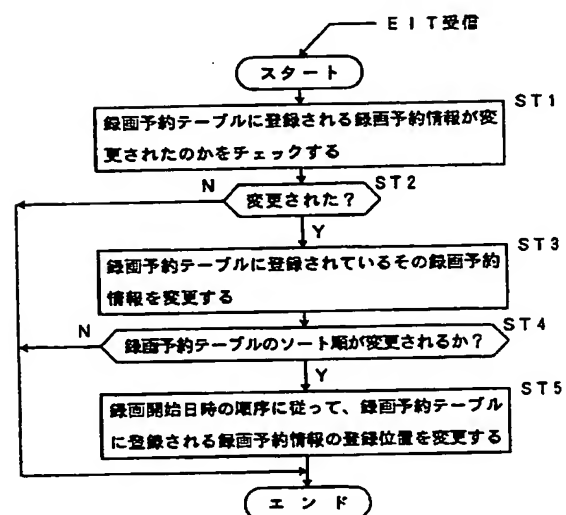 EIT受信
スタート
ST1
録画予約テーブルに登録される録画予約情報が変
更されたのかをチェックする
N
ST2
変更された？
Y
ST3
録画予約テーブルに登録されているその録画予約
情報を変更する
N
ST4
録画予約テーブルのソート順が変更されるか？
Y
ST5
録画開始日時の順序に従って、録画予約テーブル
に登録される録画予約情報の登録位置を変更する
エンド